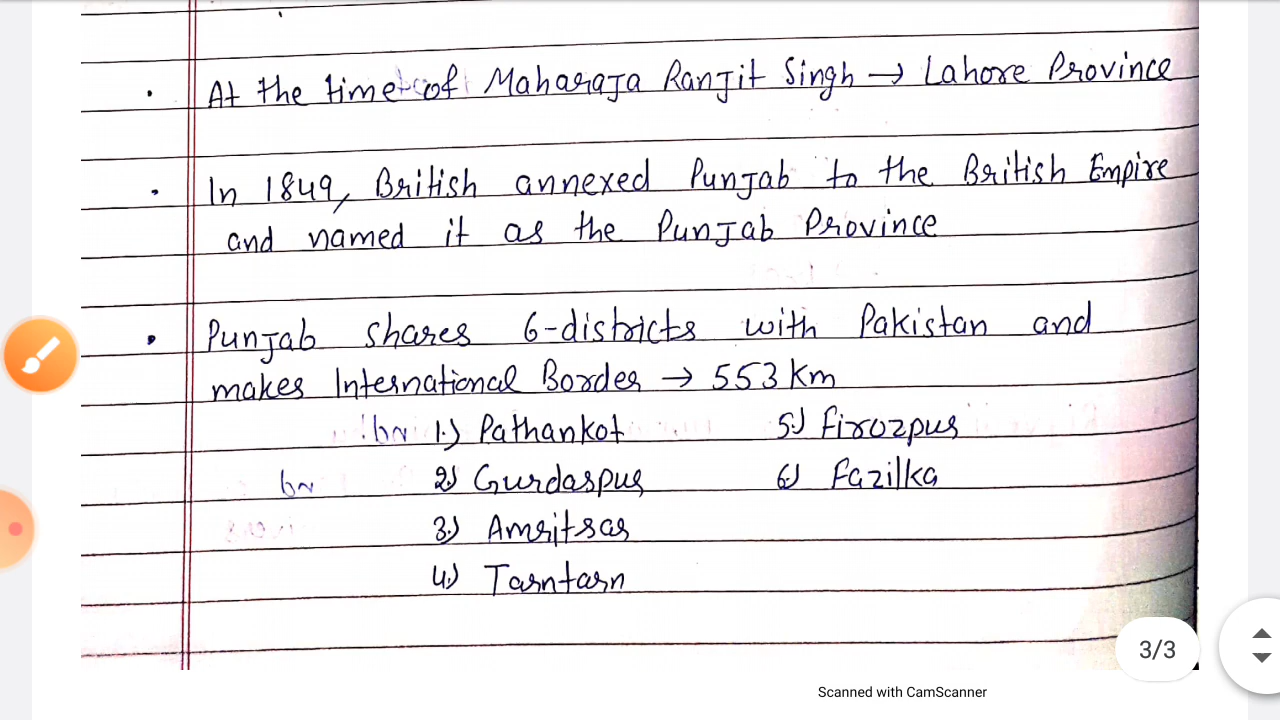 • At the time of Maharaja Ranjit Singh → Lahore Province
• In 1849, British annexed Punjab to the British Empire
and named it as the Punjab Province
• Punjab shares 6-districts with Pakistan and
makes International Border → 553 Km
1.) Pathankot 5.) Firozpur
2.) Gurdaspur 6.) Fazilka
3.) Amritsar
4.) Tarntarn
3/3
Scanned with CamScanner